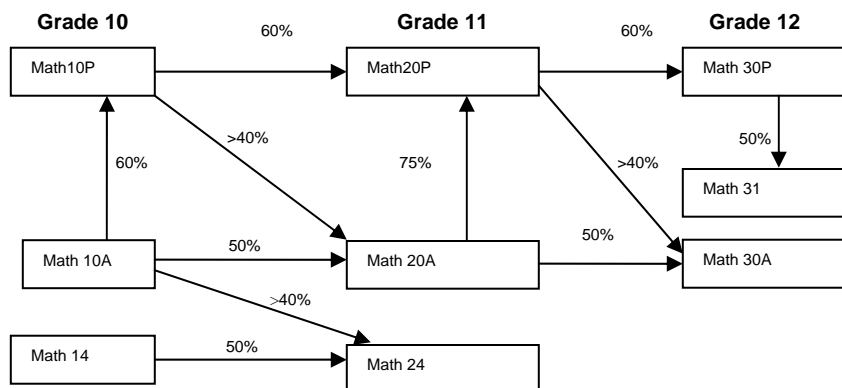 Grade 10
Grade 11
Grade 12
60%
60%
Math10P
Math20P
Math 30P
>40%
50%
60%
75%
>40%
Math 31
50%
50%
Math 10A
Math 20A
Math 30A
>40%
Math 14
50%
Math 24